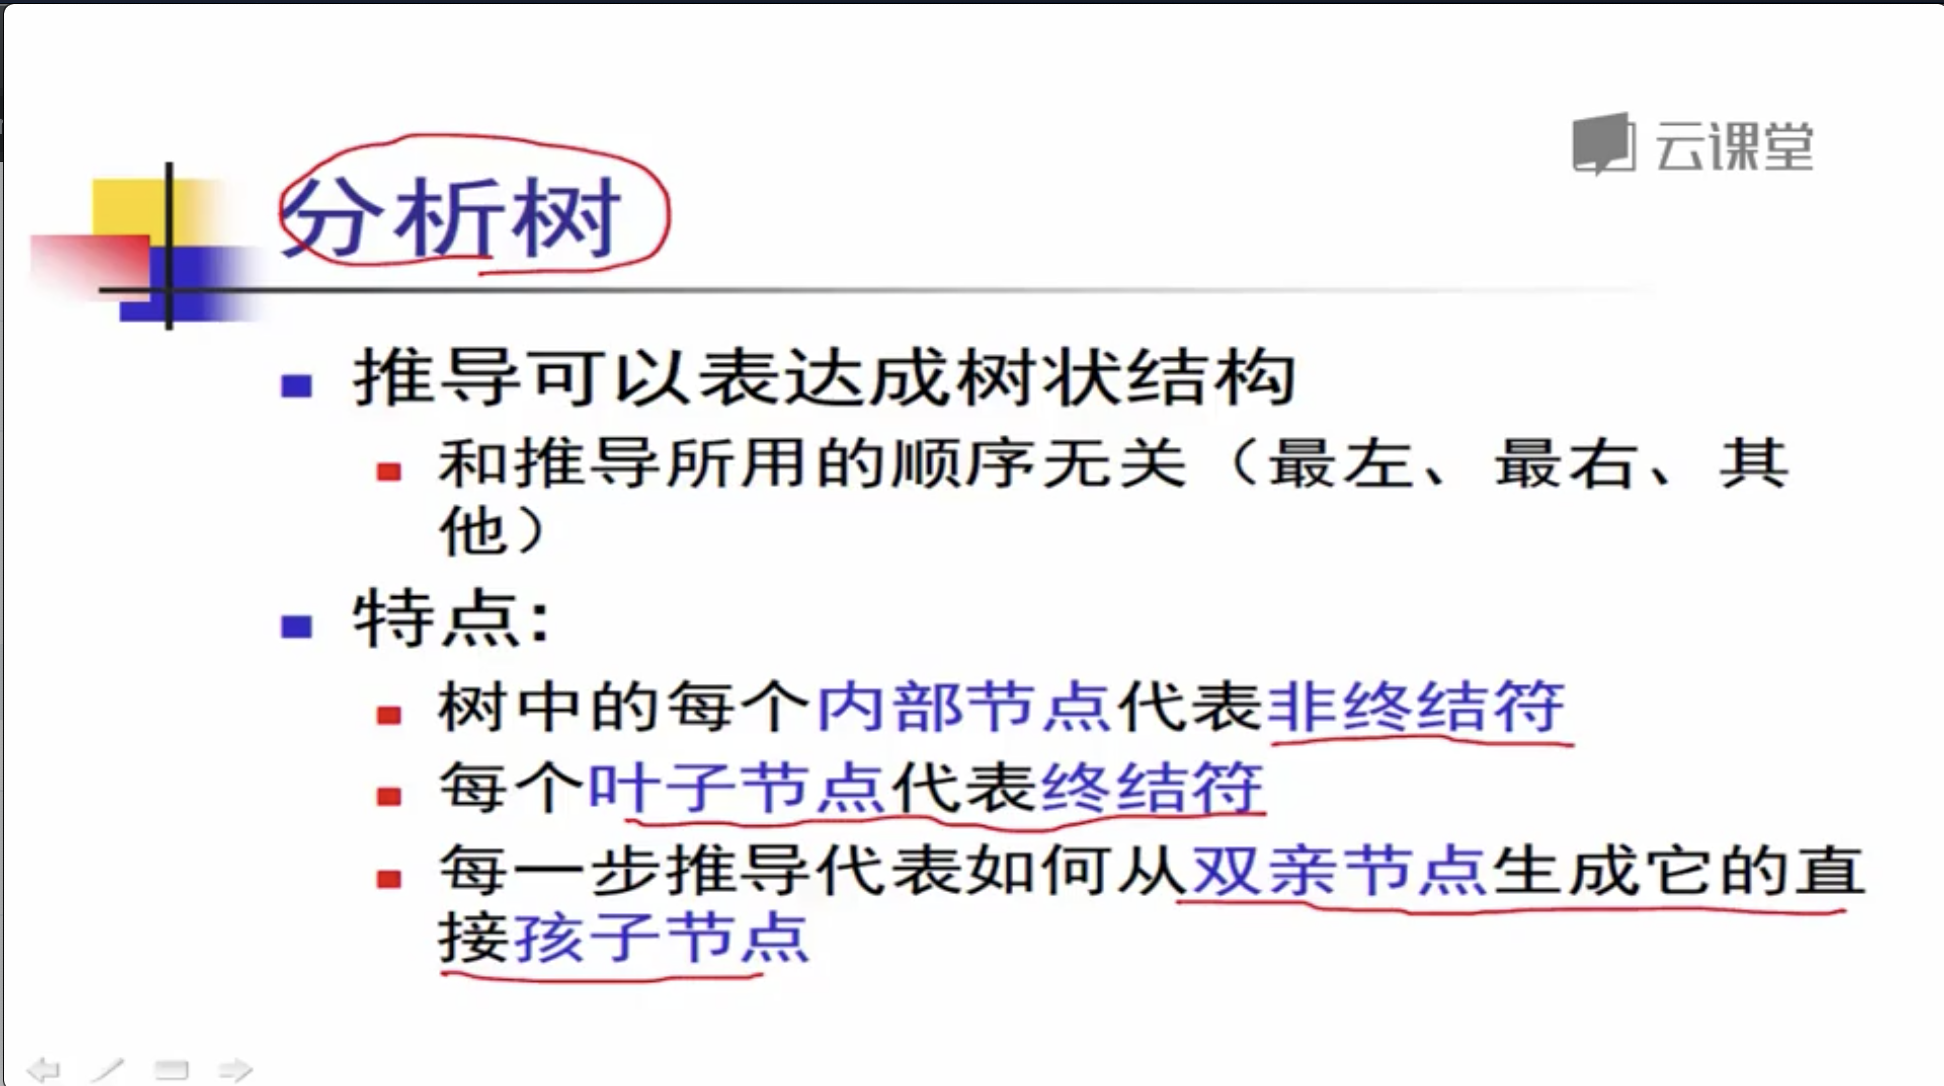 云课堂
分析树
推导可以表达成树状结构
和推导所用的顺序无关（最左、最右、其
他）
特点：
树中的每个内部节点代表非终结符
每个叶子节点代表终结符
每一步推导代表如何从双亲节点生成它的直
接孩子节点